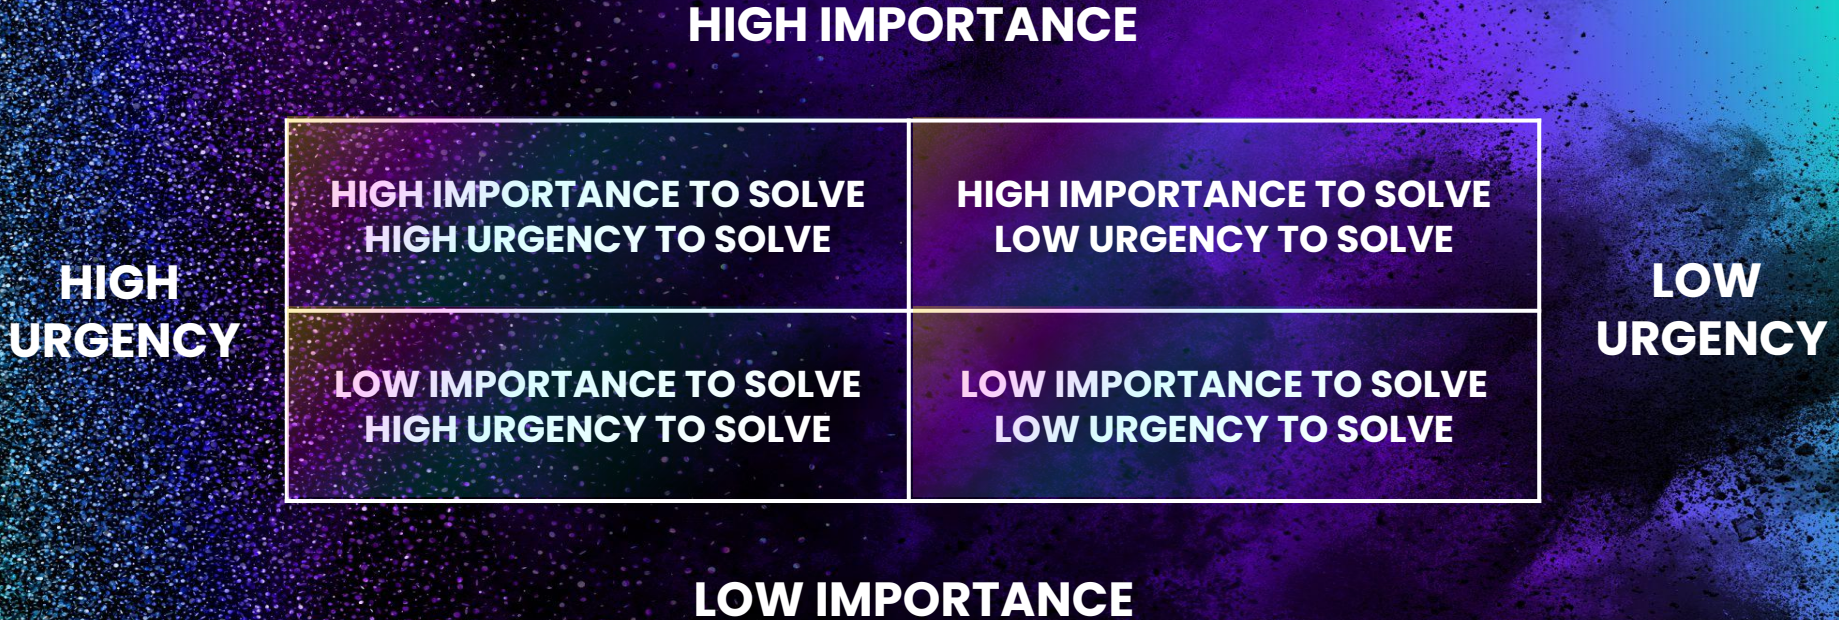 HIGH IMPORTANCE
HIGH IMPORTANCE TO SOLVE
HIGH URGENCY TO SOLVE
HIGH IMPORTANCE TO SOLVE
LOW URGENCY TO SOLVE
HIGH
URGENCY
LOW
URGENCY
LOW IMPORTANCE TO SOLVE
HIGH URGENCY TO SOLVE
LOW IMPORTANCE TO SOLVE
LOW URGENCY TO SOLVE
LOW IMPORTANCE